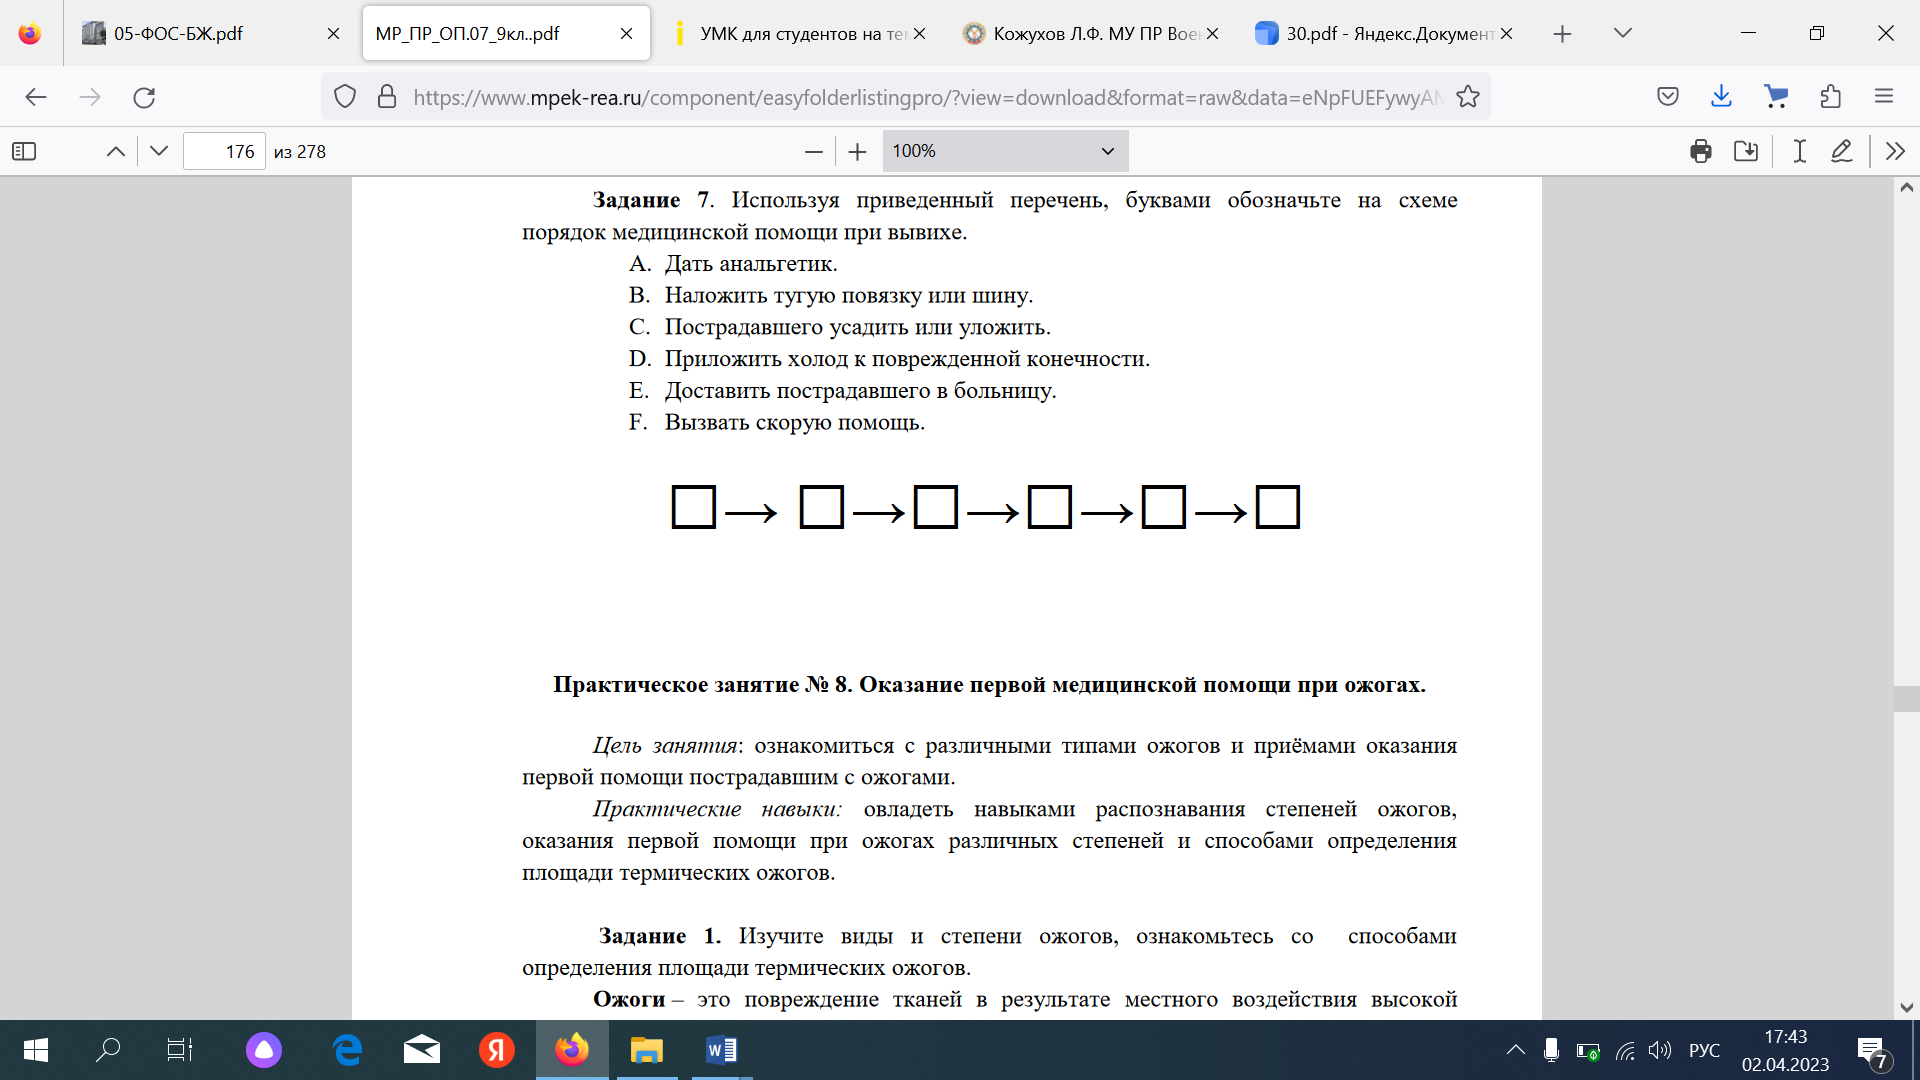 05-ФОС-БЖ.pdf
МР_ПР_ОП.07_9кл..pdf
УМК для студентов на те
Кожухов Л.Ф. МУ ПР Вое
30.pdf - Яндекс.Документ
https://www.mpek-rea.ru/component/easyfolderlistingpro/?view=download&format=raw&data=eNpFUEFywyAM
176 из 278
100%
Задание 7. Используя приведенный перечень, буквами обозначьте на схеме
порядок медицинской помощи при вывихе.
A. Дать анальгетик.
B. Наложить тугую повязку или шину.
C. Пострадавшего усадить или уложить.
D. Приложить холод к поврежденной конечности.
E. Доставить пострадавшего в больницу.
F. Вызвать скорую помощь.
Практическое занятие № 8. Оказание первой медицинской помощи при ожогах.
Цель занятия: ознакомиться с различными типами ожогов и приёмами оказания
первой помощи пострадавшим с ожогами.
Практические навыки: овладеть навыками распознавания степеней ожогов,
оказания первой помощи при ожогах различных степеней и способами определения
площади термических ожогов.
Задание 1. Изучите виды и степени ожогов, ознакомьтесь со способами
определения площади термических ожогов.
Ожоги – это повреждение тканей в результате местного воздействия высокой
РУС
17:43
02.04.2023
7